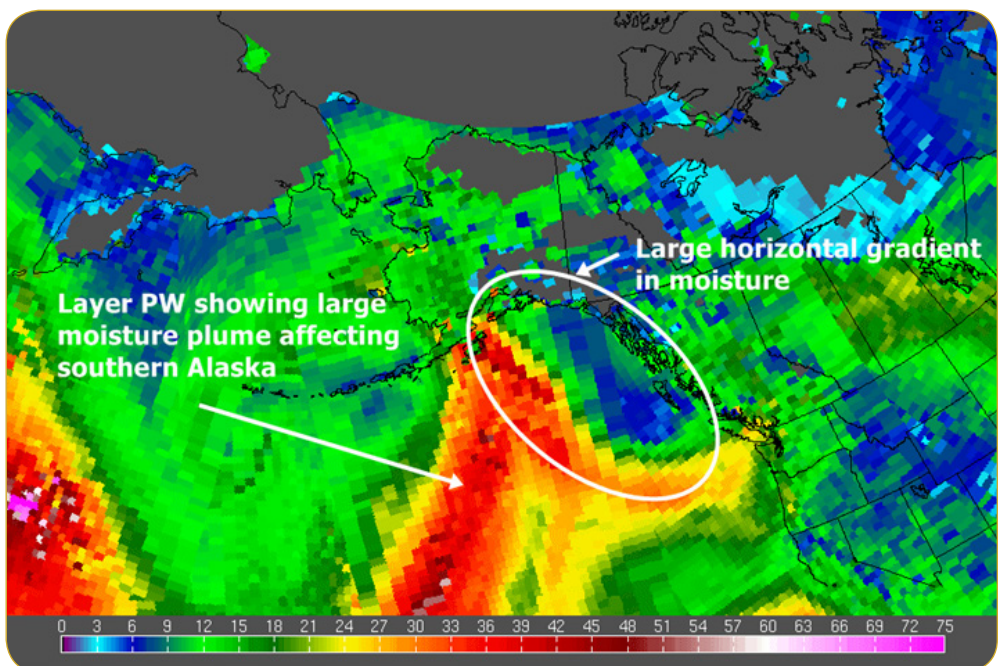 Large horizontal gradient
in moisture
Layer PW showing large
moisture plume affecting
southern Alaska
0 3 6 9 12 15 18 21 24 27 30 33 36 39 42 45 48 51 54 57 60 63 66 69 72 75